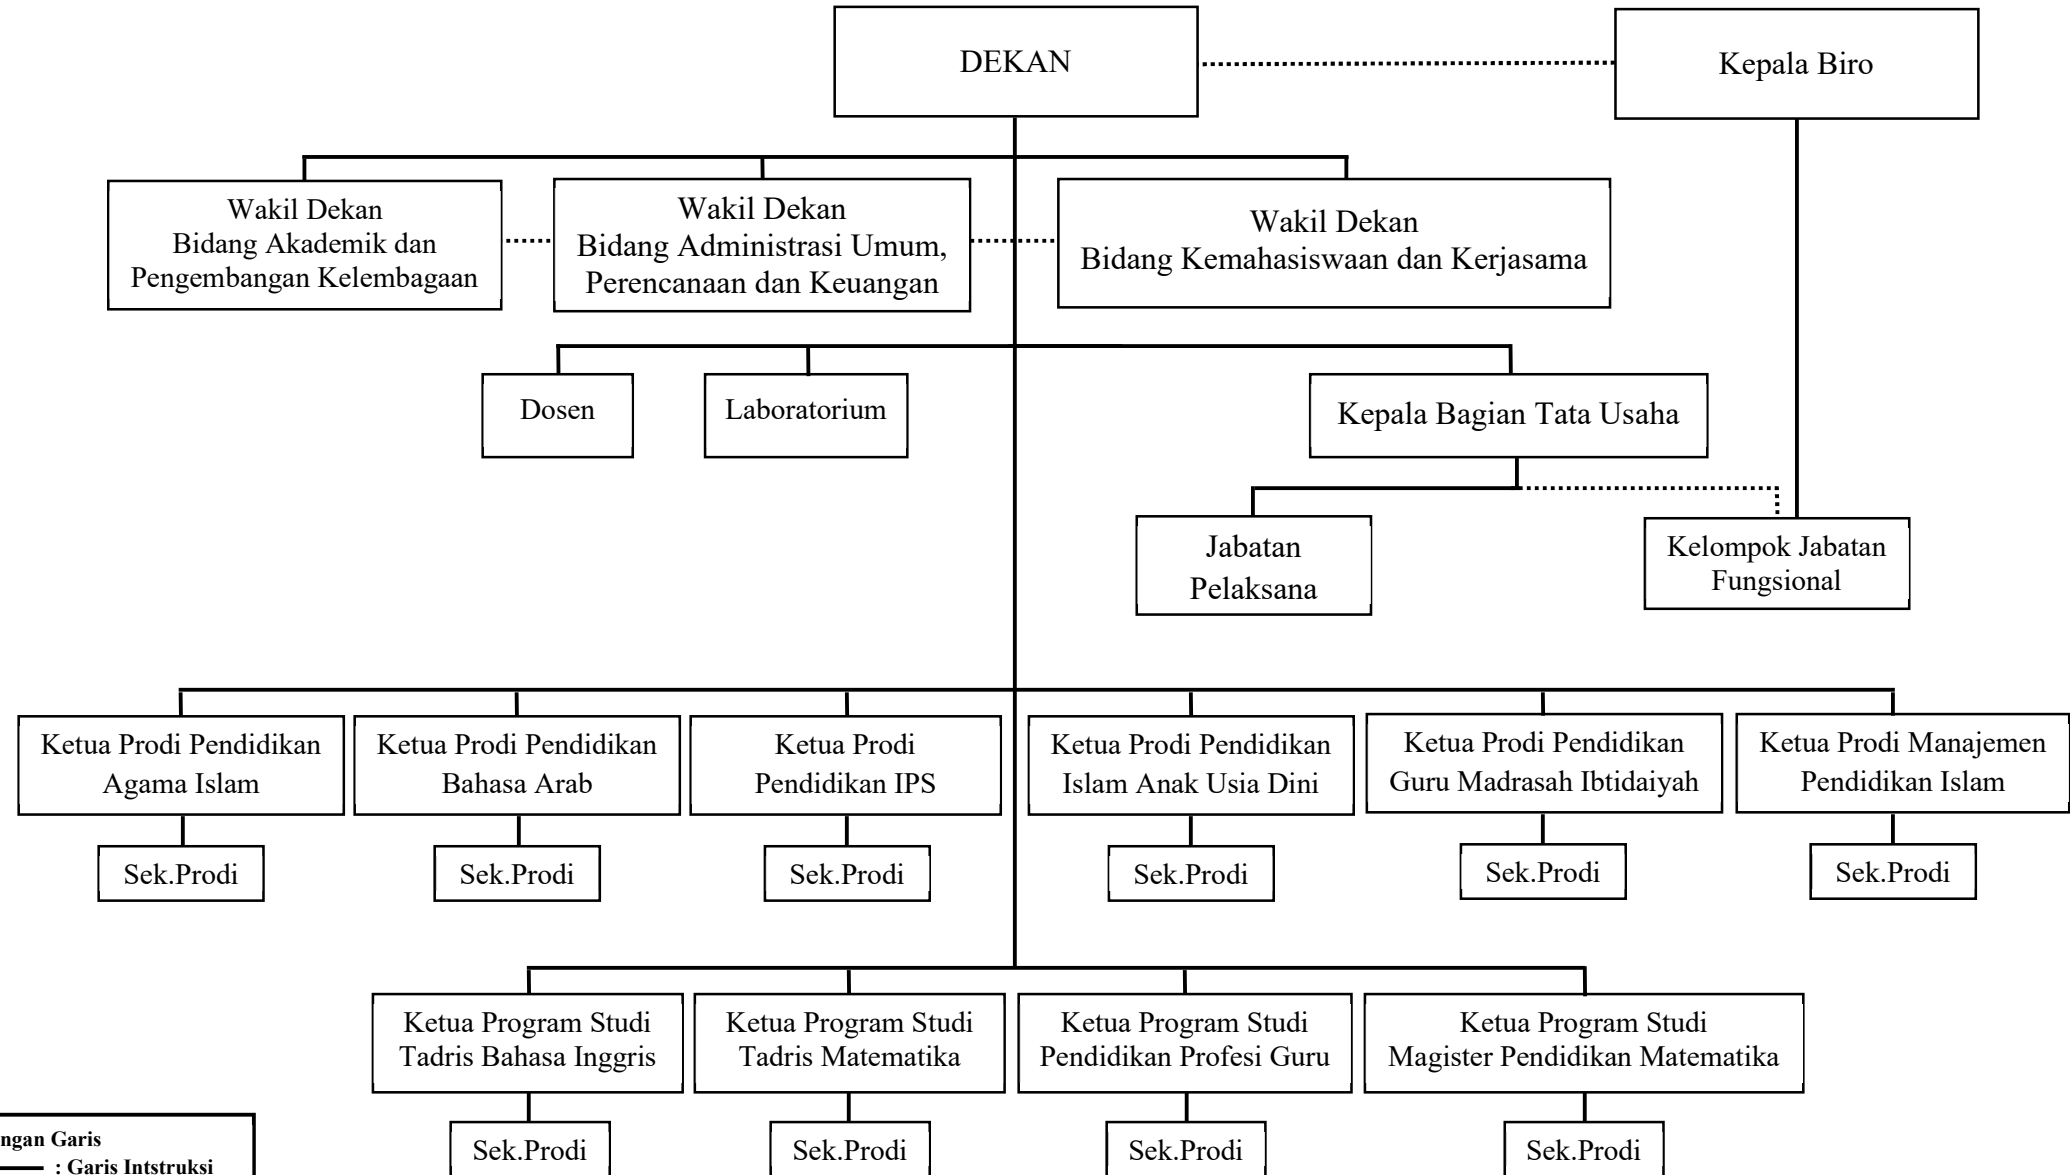 DEKAN
Kepala Biro
Wakil Dekan
Bidang Akademik dan
Pengembangan Kelembagaan
Wakil Dekan
Bidang Administrasi Umum,
Perencanaan dan Keuangan
Wakil Dekan
Bidang Kemahasiswaan dan Kerjasama
Dosen
Laboratorium
Kepala Bagian Tata Usaha
Jabatan
Pelaksana
Kelompok Jabatan
Fungsional
Ketua Prodi Pendidikan
Agama Islam
Ketua Prodi Pendidikan
Bahasa Arab
Ketua Prodi
Pendidikan IPS
Ketua Prodi Pendidikan
Islam Anak Usia Dini
Ketua Prodi Pendidikan
Guru Madrasah Ibtidaiyah
Ketua Prodi Manajemen
Pendidikan Islam
Sek.Prodi
Sek.Prodi
Sek.Prodi
Sek.Prodi
Sek.Prodi
Sek.Prodi
Ketua Program Studi
Tadris Bahasa Inggris
Ketua Program Studi
Tadris Matematika
Ketua Program Studi
Pendidikan Profesi Guru
Ketua Program Studi
Magister Pendidikan Matematika
Sek.Prodi
Sek.Prodi
Sek.Prodi
Sek.Prodi
ngan Garis
: Garis Intstruksi